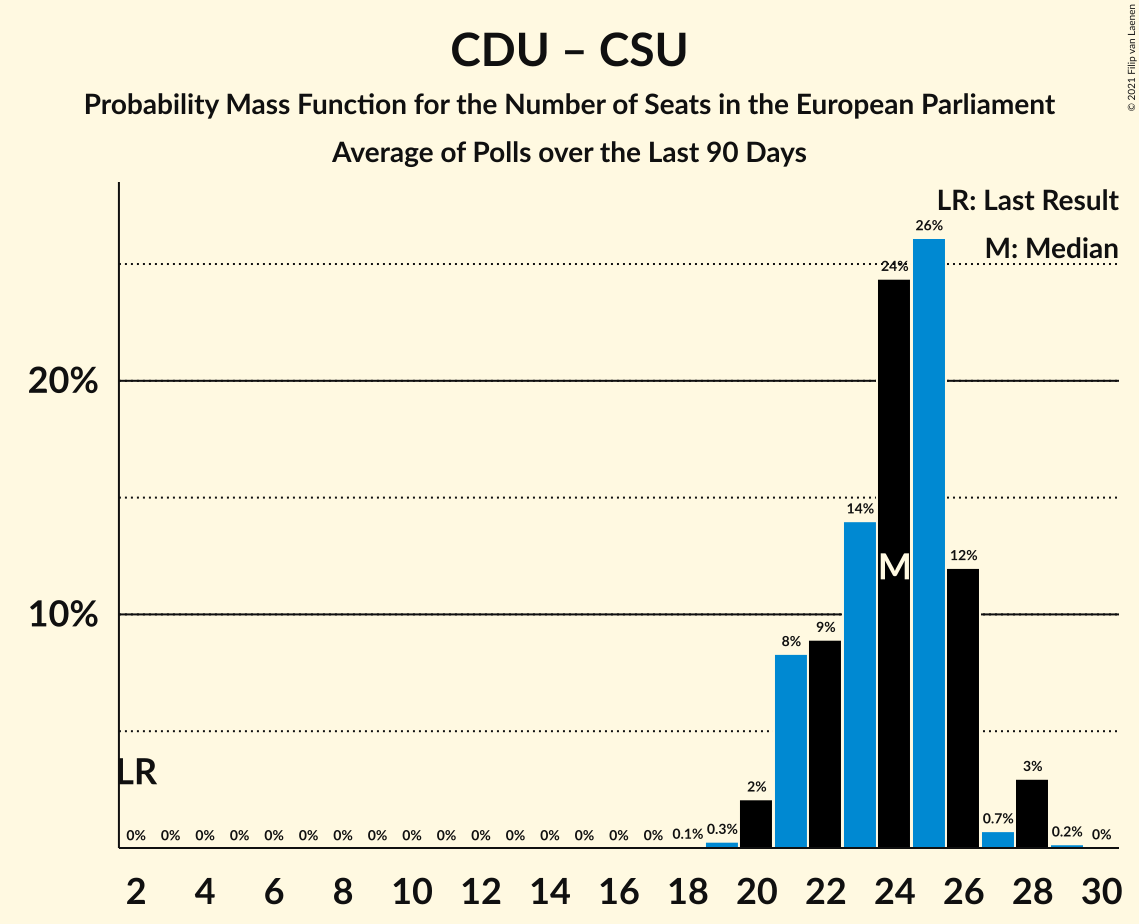 CDU – CSU
Probability Mass Function for the Number of Seats in the European Parliament
Average of Polls over the Last 90 Days
© 2021 Filip van Laenen
LR: Last Result
M: Median
26%
24%
20%
14%
M
12%
10%
9%
8%
LR
3%
2%
0% 0% 0% 0% 0% 0% 0% 0% 0% 0% 0% 0% 0% 0% 0% 0% 0.1% 0.3% 0.7% 0.2% 0%
2 4 6 8 10 12 14 16 18 20 22 24 26 28 30